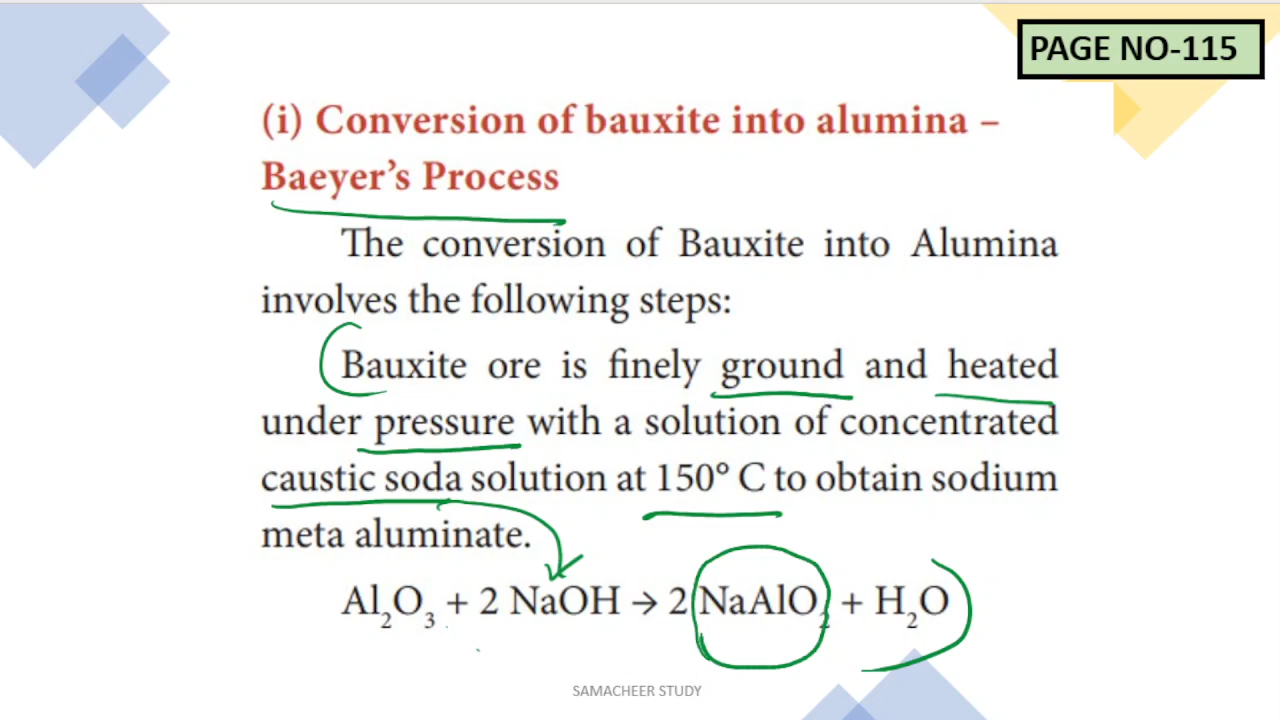 PAGE NO-115
(i) Conversion of bauxite into alumina –
Baeyer’s Process
The conversion of Bauxite into Alumina
involves the following steps:
Bauxite ore is finely ground and heated
under pressure with a solution of concentrated
caustic soda solution at 150° C to obtain sodium
meta aluminate.
Al₂O₃ + 2 NaOH → 2 NaAlO₂ + H₂O
SAMACHEER STUDY